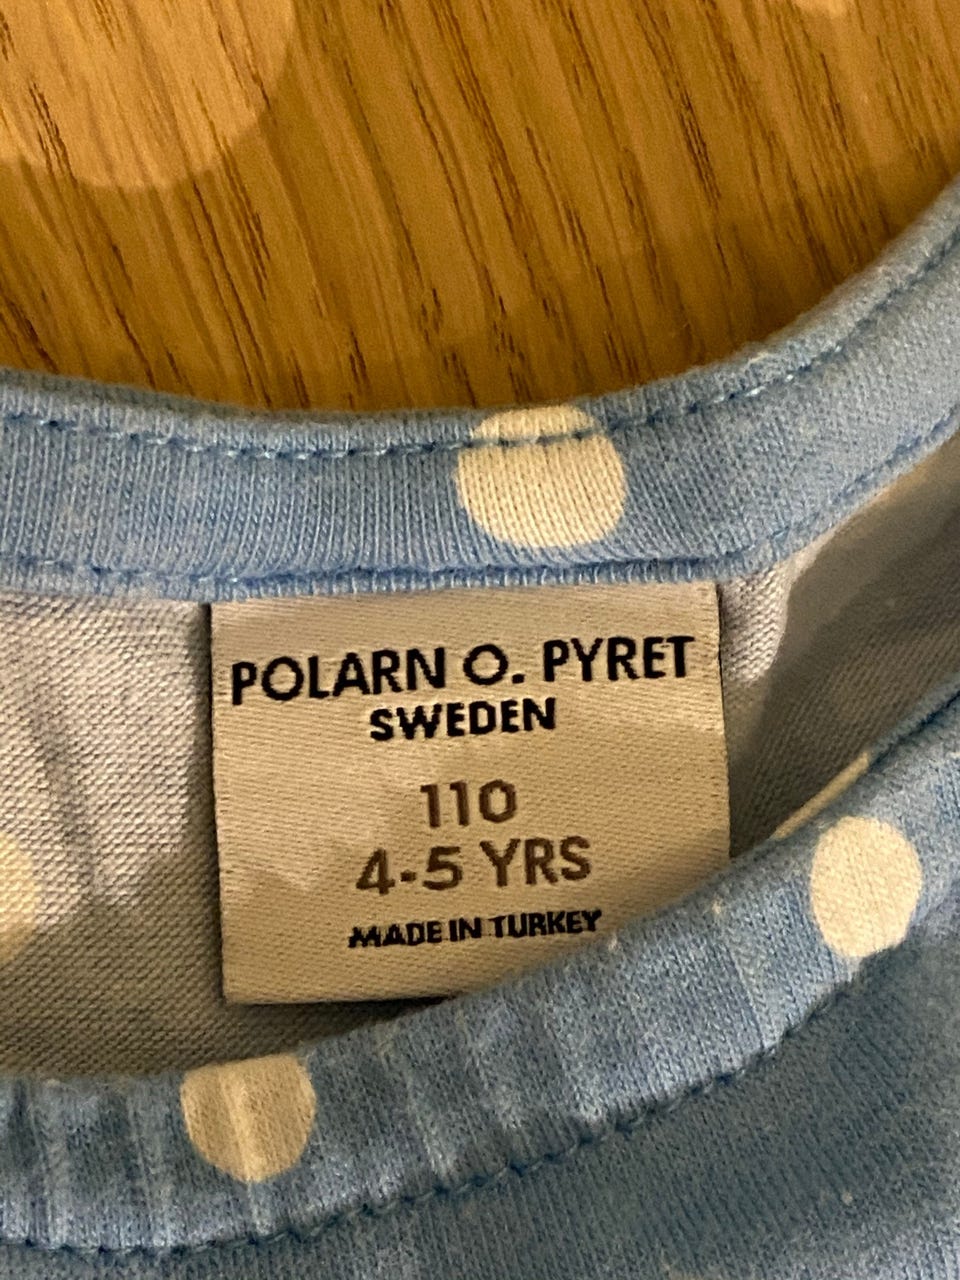 POLARN O. PYRET
SWEDEN
110
4-5 YRS
MADE IN TURKEY